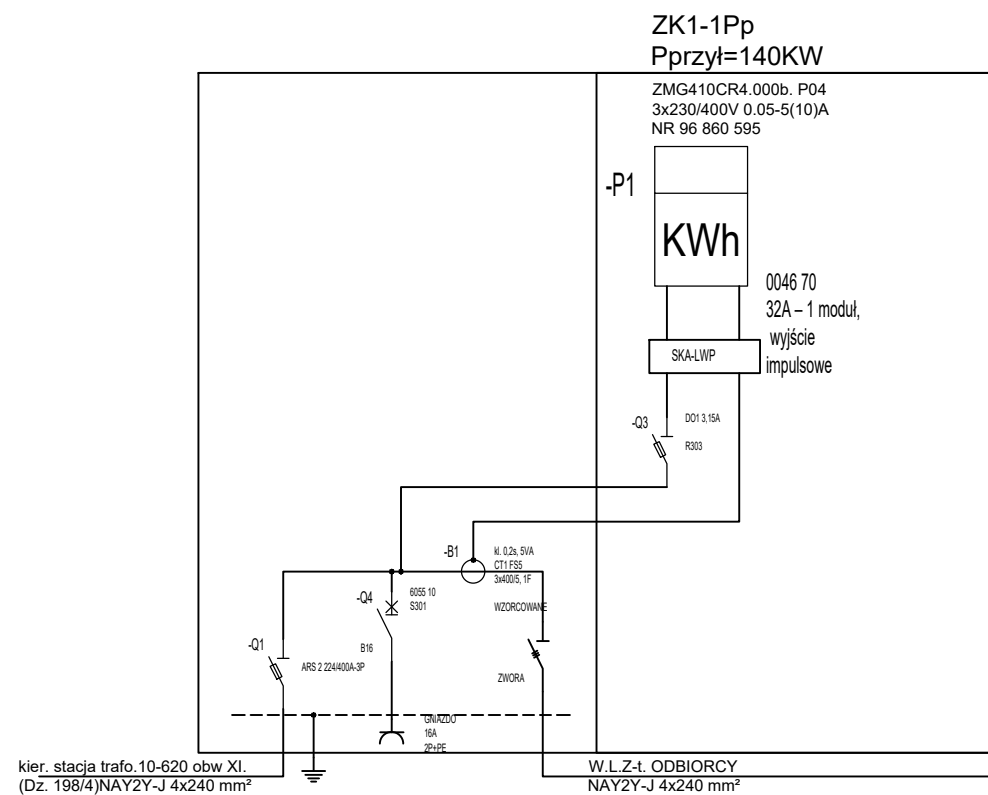 ZK1-1Pp
Pprzył=140KW
ZMG410CR4.000b. P04
3x230/400V 0.05-5(10)A
NR 96 860 595
-P1
KWh
0046 70
32A – 1 moduł,
wyjście
impulsowe
SKA-LWP
-Q3
DO1 3,15A
R303
-B1
kl. 0,2s, 5VA
CT1 FS5
3x400/5, 1F
WZORCOWANE
-Q4
6055 10
S301
B16
-Q1
ARS 2 224/400A-3P
ZWORA
GNIAZDO
16A
2P+PE
kier. stacja trafo.10-620 obw XI.
(Dz. 198/4)NAY2Y-J 4x240 mm²
W.L.Z-t. ODBIORCY
NAY2Y-J 4x240 mm²